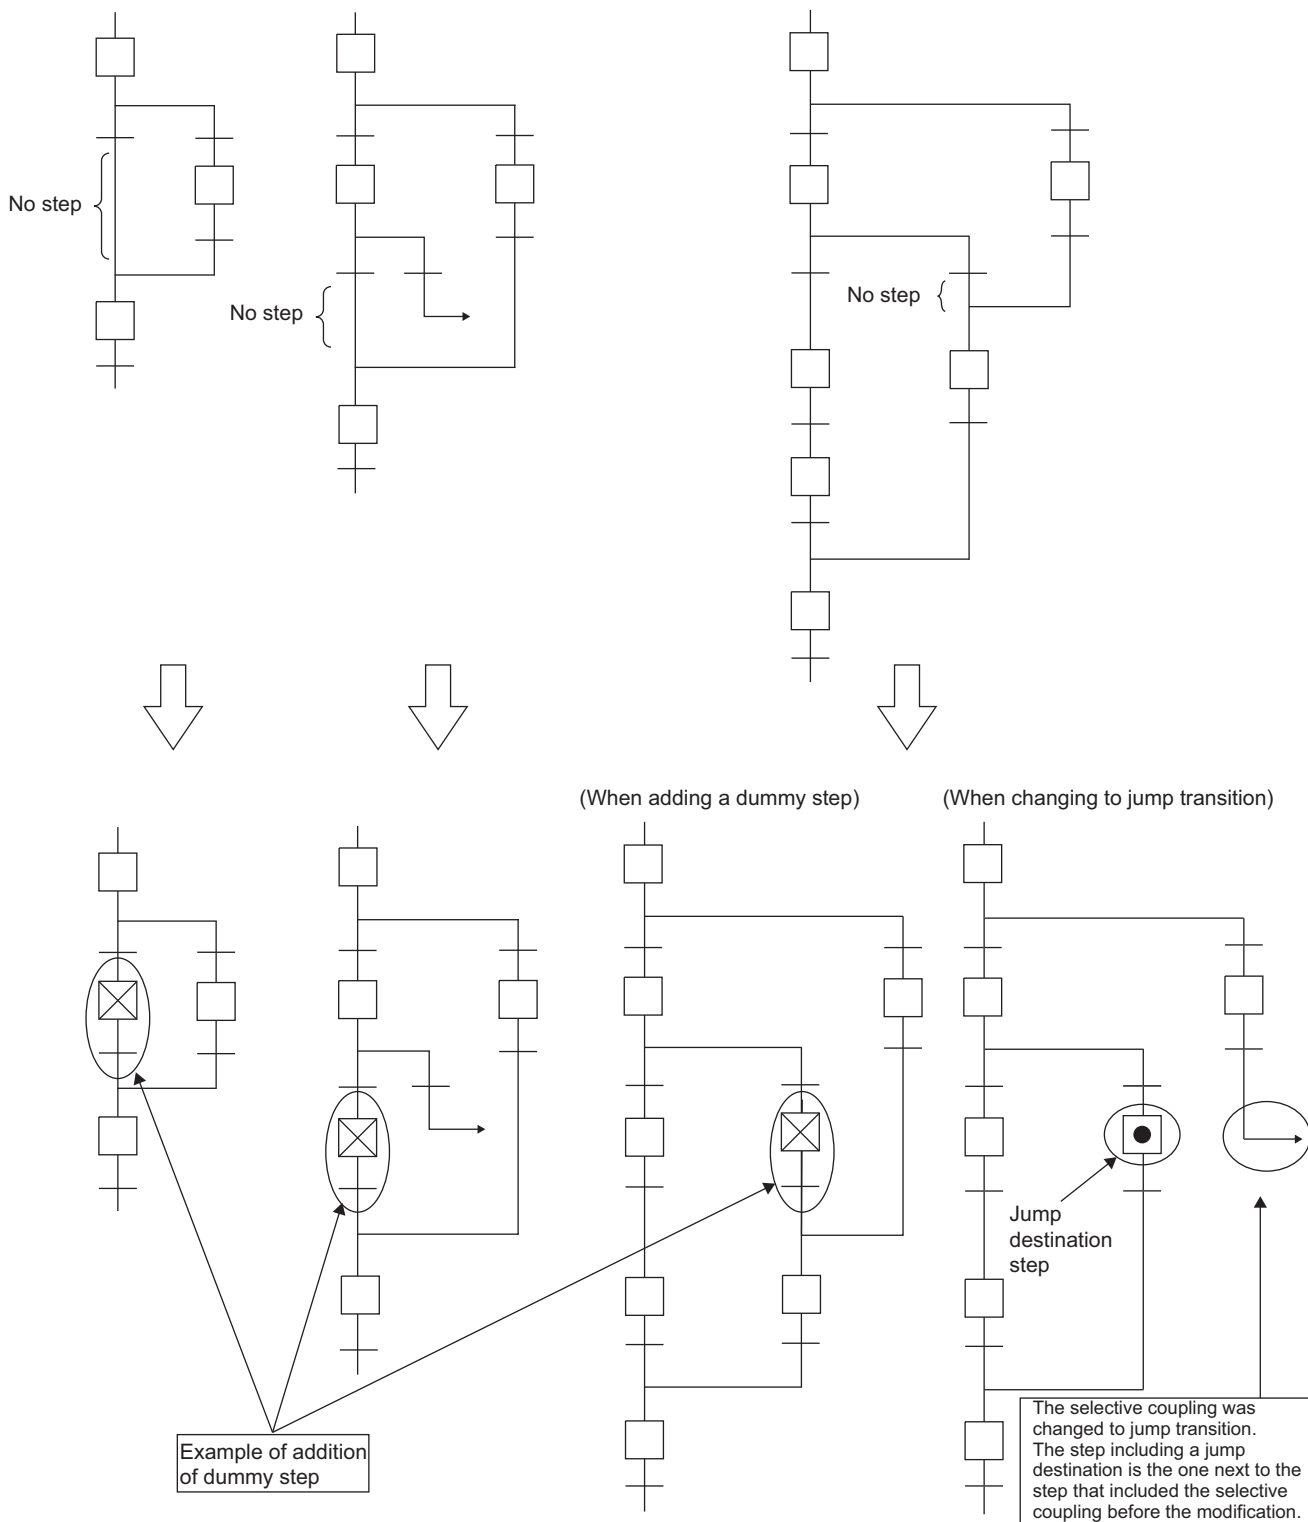 No step
No step
No step
(When adding a dummy step)
(When changing to jump transition)
Jump
destination
step
Example of addition
of dummy step
The selective coupling was
changed to jump transition.
The step including a jump
destination is the one next to the
step that included the selective
coupling before the modification.